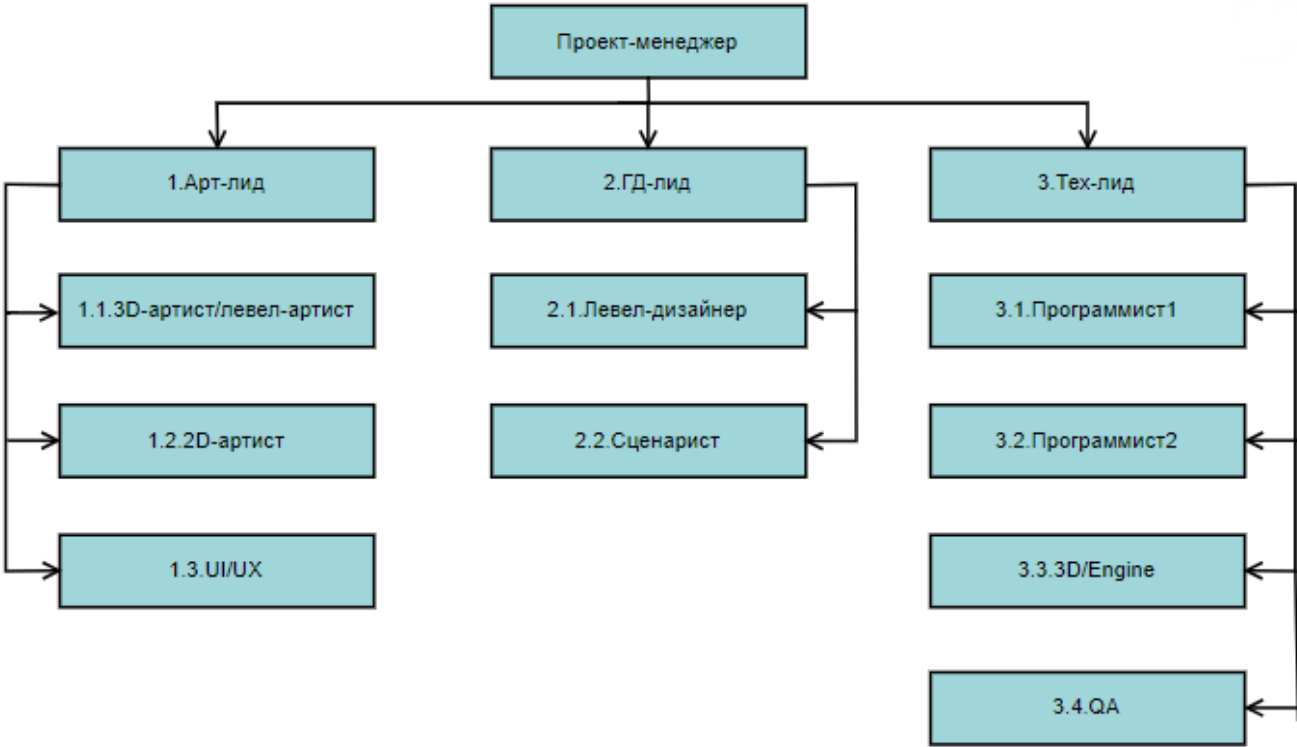 Проект-менеджер
1.Арт-лид
2.ГД-лид
3.Тех-лид
1.1.3D-артист/левел-артист
2.1.Левел-дизайнер
3.1.Программист1
1.2.2D-артист
2.2.Сценарист
3.2.Программист2
1.3.UI/UX
3.3.3D/Engine
3.4.QA